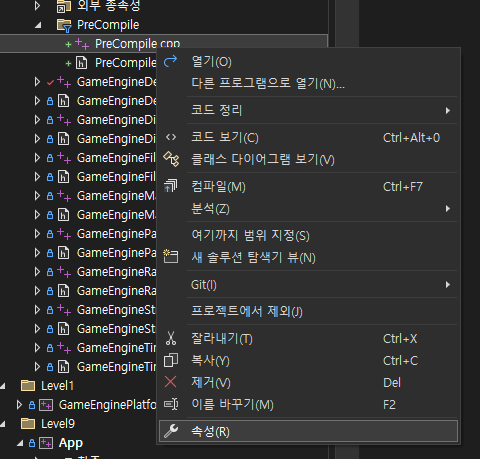 외부 종속성
PreCompile
PreCompile.cpp
PreCompile
GameEngineDe
GameEngineDe
GameEngineDi
GameEngineDi
GameEngineFil
GameEngineFil
GameEngineMa
GameEngineMa
GameEnginePa
GameEnginePa
GameEngineRa
GameEngineRa
GameEngineStr
GameEngineStr
GameEngineTir
GameEngineTir
Level1
GameEnginePlatfo
Level9
App
열기(O)
다른 프로그램으로 열기(N)...
코드 정리
코드 보기(C) Ctrl+Alt+0
클래스 다이어그램 보기(V)
컴파일(M) Ctrl+F7
분석(Z)
여기까지 범위 지정(S)
새 솔루션 탐색기 뷰(N)
Git(I)
프로젝트에서 제외(J)
잘라내기(T) Ctrl+X
복사(Y) Ctrl+C
제거(V) Del
이름 바꾸기(M) F2
속성(R)